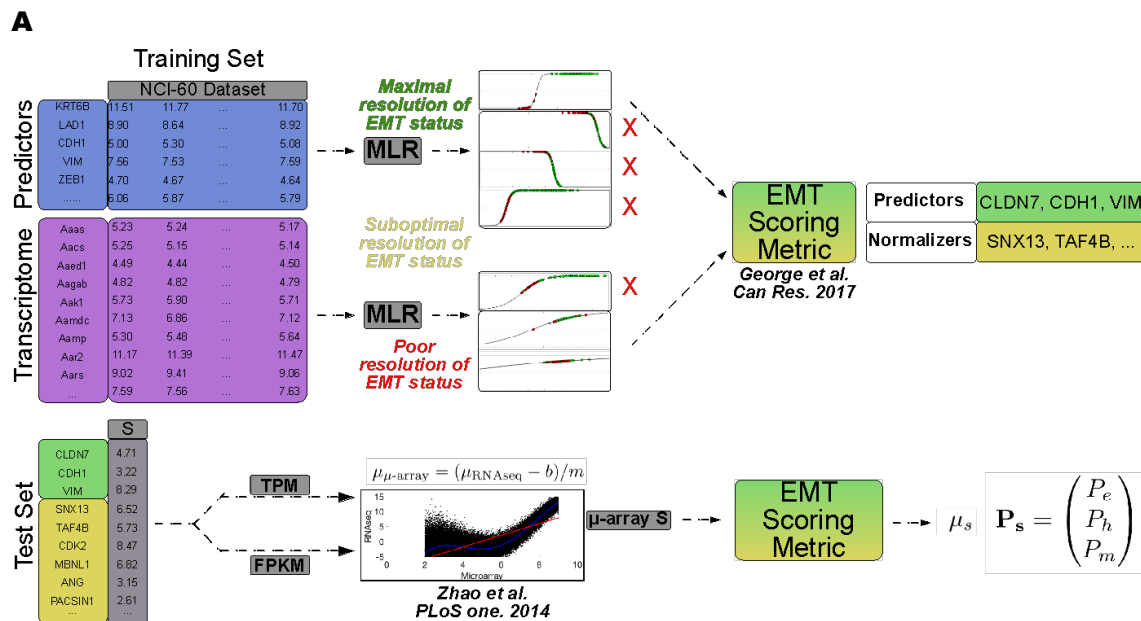 A
Training Set
NCI-60 Dataset
Predictors
KRT6B 11.51 11.77 ... 11.70
LAD1 8.90 8.64 ... 8.92
CDH1 5.00 5.30 ... 5.08
VIM 7.56 7.53 ... 7.59
ZEB1 4.70 4.67 ... 4.64
...... 6.06 5.87 ... 5.79
Transcriptome
Aaas 5.23 5.24 ... 5.17
Aacs 5.25 5.15 ... 5.14
Aaed1 4.49 4.44 ... 4.50
Aagab 4.82 4.82 ... 4.79
Aak1 5.73 5.90 ... 5.71
Aamdc 7.13 6.86 ... 7.12
Aamp 5.30 5.48 ... 5.64
Aar2 11.17 11.39 ... 11.47
Aars 9.02 9.41 ... 9.06
... 7.59 7.56 ... 7.63
MLR
MLR
Maximal
resolution of
EMT status
Suboptimal
resolution of
EMT status
Poor
resolution of
EMT status
X
X
X
X
EMT
Scoring
Metric
George et al.
Can Res. 2017
Predictors CLDN7, CDH1, VIM
Normalizers SNX13, TAF4B, ...
Test Set
S
CLDN7 4.71
CDH1 3.22
VIM 8.29
SNX13 6.52
TAF4B 5.73
CDK2 8.47
MBNL1 6.82
ANG 3.15
PACSIN1 2.61
... ...
TPM
FPKM
μ_{μ-array} = (μ_{RNAseq} − b)/m
RNAseq
15
10
5
0
-5
2 4 6 8 10
Microarray
Zhao et al.
PLoS one. 2014
μ-array S
EMT
Scoring
Metric
μ_s
P_s = (P_e
P_h
P_m)